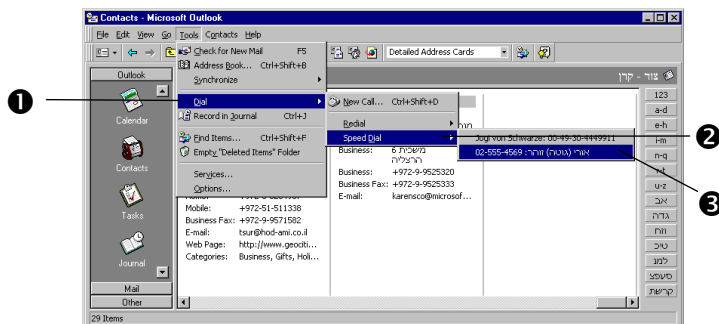 Contacts - Microsoft Outlook
File Edit View Go Tools Contacts Help
Detailed Address Cards
Outlook
Calendar
Contacts
Tasks
Journal
Mail
Other
29 Items
Check for New Mail F5
Address Book... Ctrl+Shift+B
Synchronize
Dial
Record in Journal Ctrl+J
Find Items... Ctrl+Shift+F
Empty "Deleted Items" Folder
Services...
Options...
New Call... Ctrl+Shift+D
Redial
Speed Dial
Jogi von Schwarze: 00-49-30-4449911
אורי (גוטה) זוהר: 02-555-4569
צור - קרן
Mobile: +972-51-511338
Business Fax: +972-9-9571582
E-mail: tsur@hod-ami.co.il
Web Page: http://www.geociti...
Categories: Business, Gifts, Holi...
Business: משכית 6
הרצליה
Business: +972-9-9525320
Business Fax: +972-9-9525333
E-mail: karensco@microsof...
123
a-d
e-h
i-m
n-q
r-t
u-z
אב
גדה
וזח
טיכ
למנ
סעפצ
קרשת
1
2
3